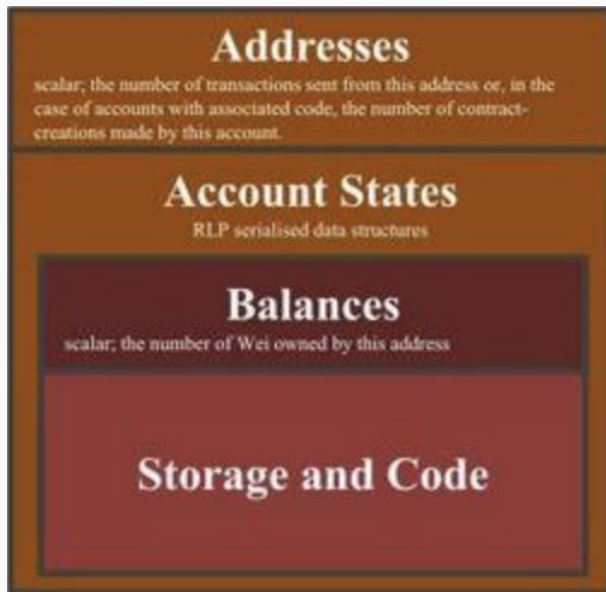 Addresses
scalar; the number of transactions sent from this address or, in the
case of accounts with associated code, the number of contract-
creations made by this account.
Account States
RLP serialised data structures
Balances
scalar; the number of Wei owned by this address
Storage and Code